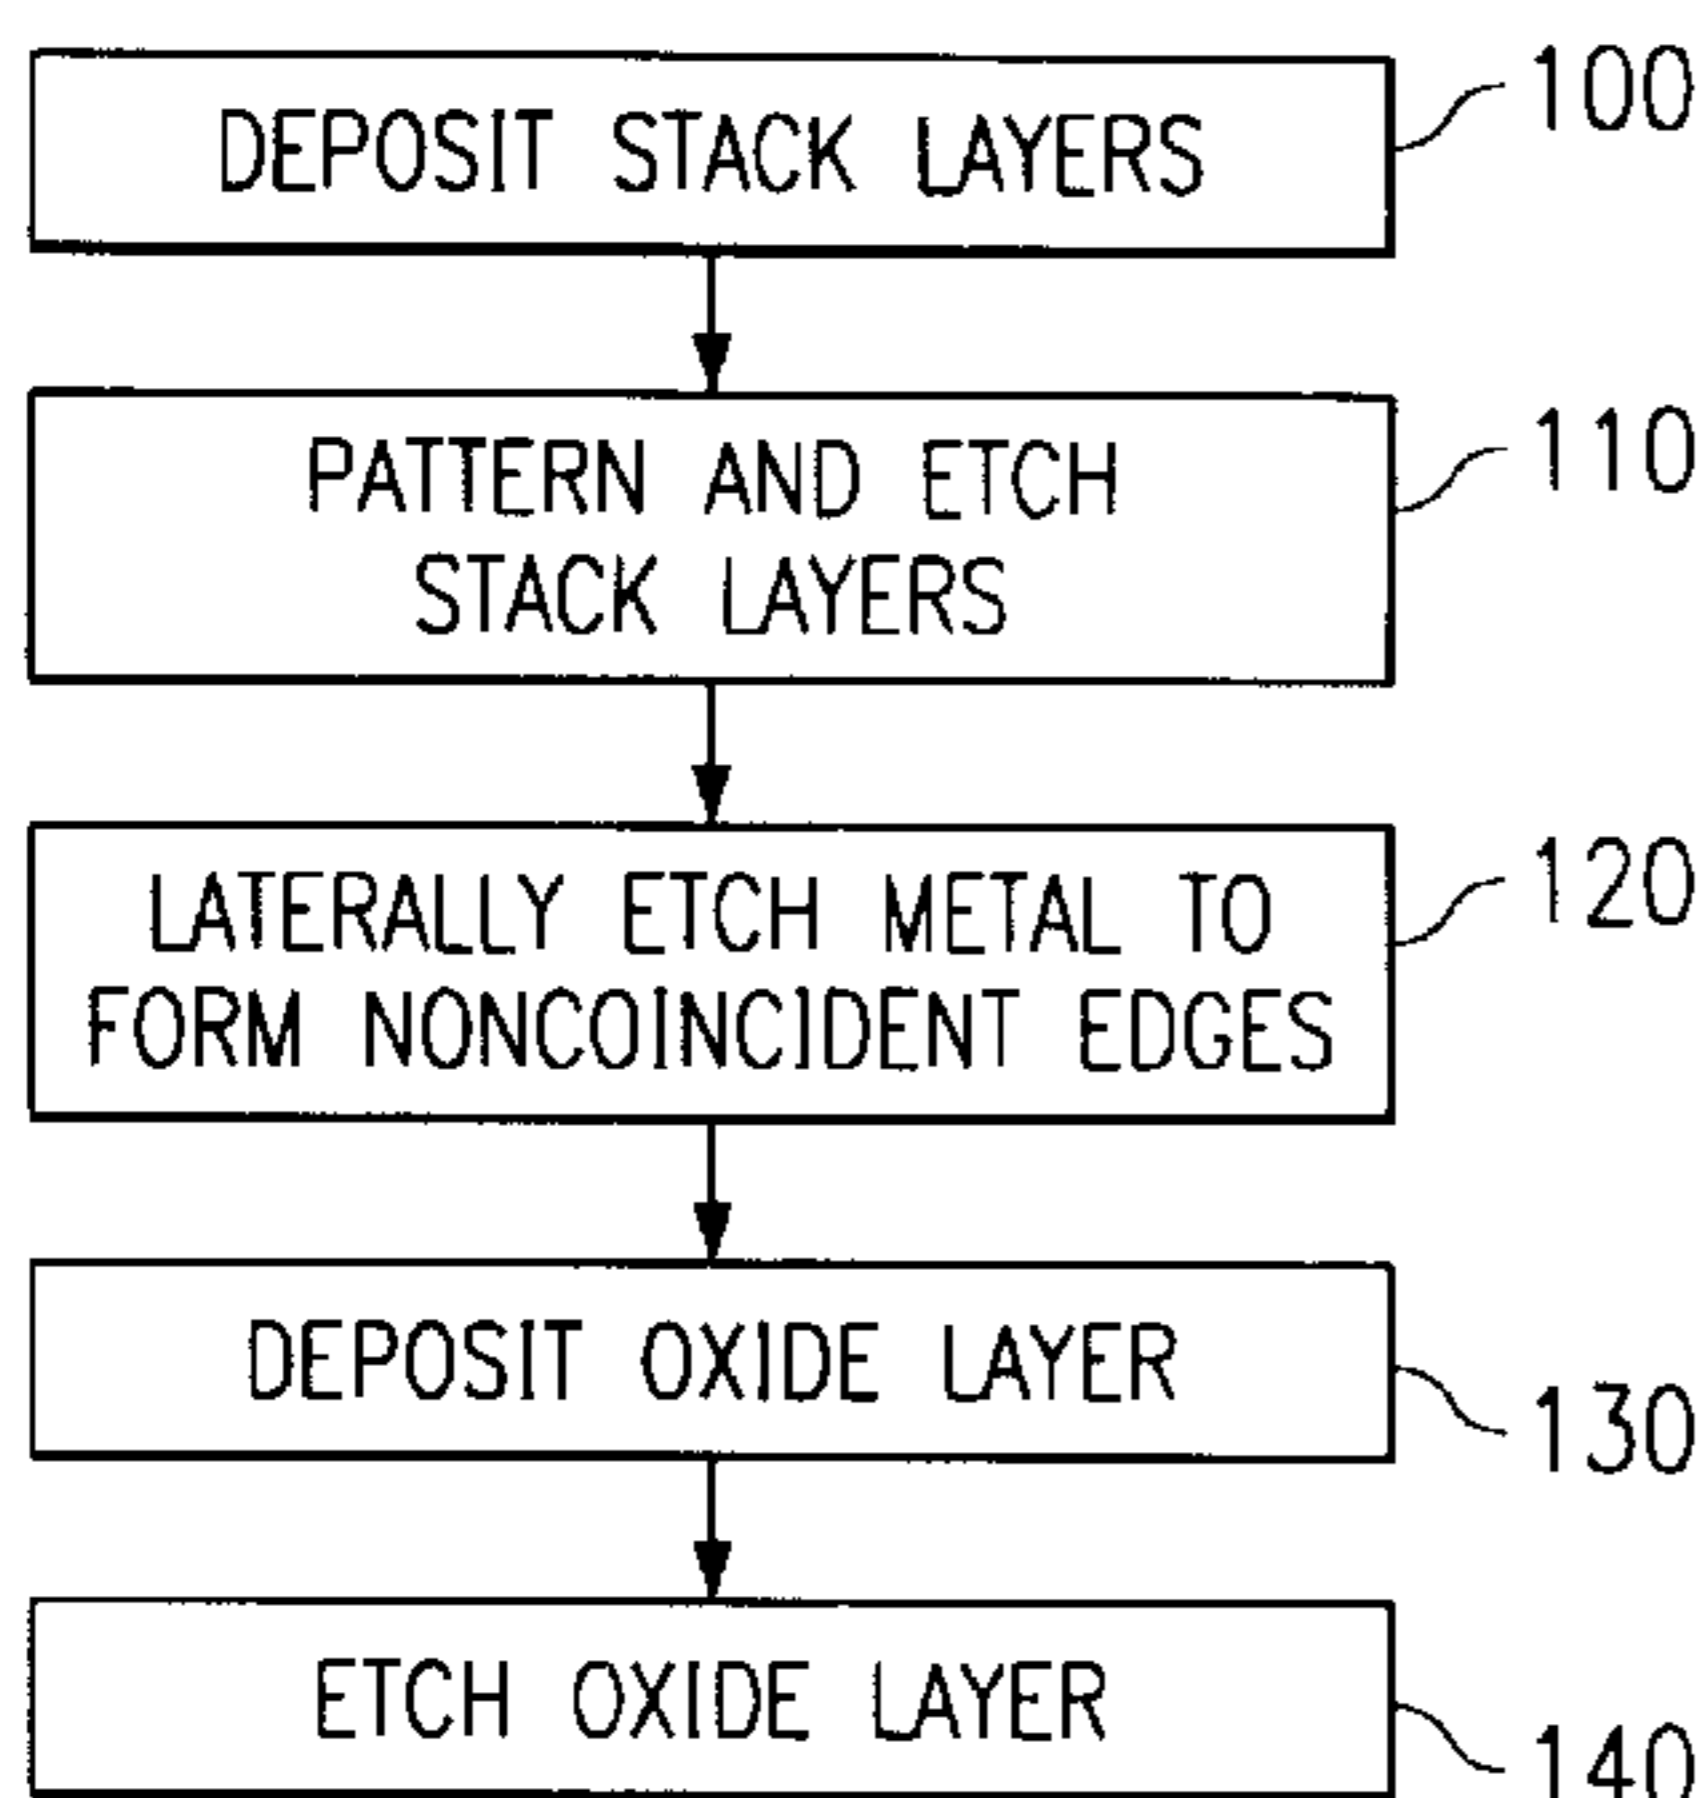 DEPOSIT STACK LAYERS
100
PATTERN AND ETCH
STACK LAYERS
110
LATERALLY ETCH METAL TO
FORM NONCOINCIDENT EDGES
120
DEPOSIT OXIDE LAYER
130
ETCH OXIDE LAYER
140